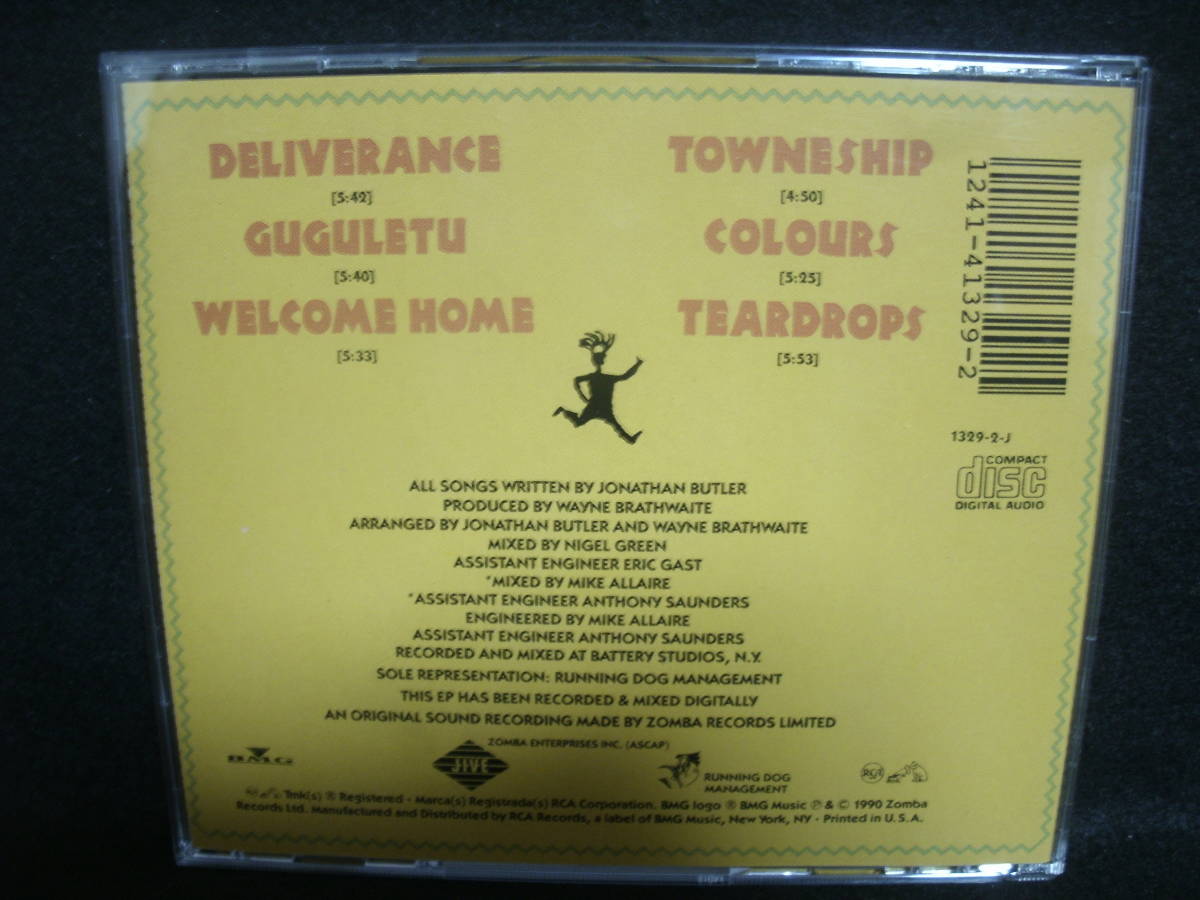 DELIVERANCE
[5:42]
GUGULETU
[5:40]
WELCOME HOME
[5:33]
TOWNESHIP
[4:50]
COLOURS
[5:25]
TEARDROPS
[5:53]
1241-41329-2
1329-2-J
COMPACT
disc
DIGITAL AUDIO
ALL SONGS WRITTEN BY JONATHAN BUTLER
PRODUCED BY WAYNE BRATHWAITE
ARRANGED BY JONATHAN BUTLER AND WAYNE BRATHWAITE
MIXED BY NIGEL GREEN
ASSISTANT ENGINEER ERIC GAST
*MIXED BY MIKE ALLAIRE
*ASSISTANT ENGINEER ANTHONY SAUNDERS
ENGINEERED BY MIKE ALLAIRE
ASSISTANT ENGINEER ANTHONY SAUNDERS
RECORDED AND MIXED AT BATTERY STUDIOS, N.Y.
SOLE REPRESENTATION: RUNNING DOG MANAGEMENT
THIS EP HAS BEEN RECORDED & MIXED DIGITALLY
AN ORIGINAL SOUND RECORDING MADE BY ZOMBA RECORDS LIMITED
ZOMBA ENTERPRISES INC. (ASCAP)
BMG
JIVE
RUNNING DOG
MANAGEMENT
RCA
Tmk(s) ® Registered · Marca(s) Registrada(s) RCA Corporation. BMG logo ® BMG Music ℗ & © 1990 Zomba
Records Ltd. Manufactured and Distributed by RCA Records, a label of BMG Music, New York, NY · Printed in U.S.A.